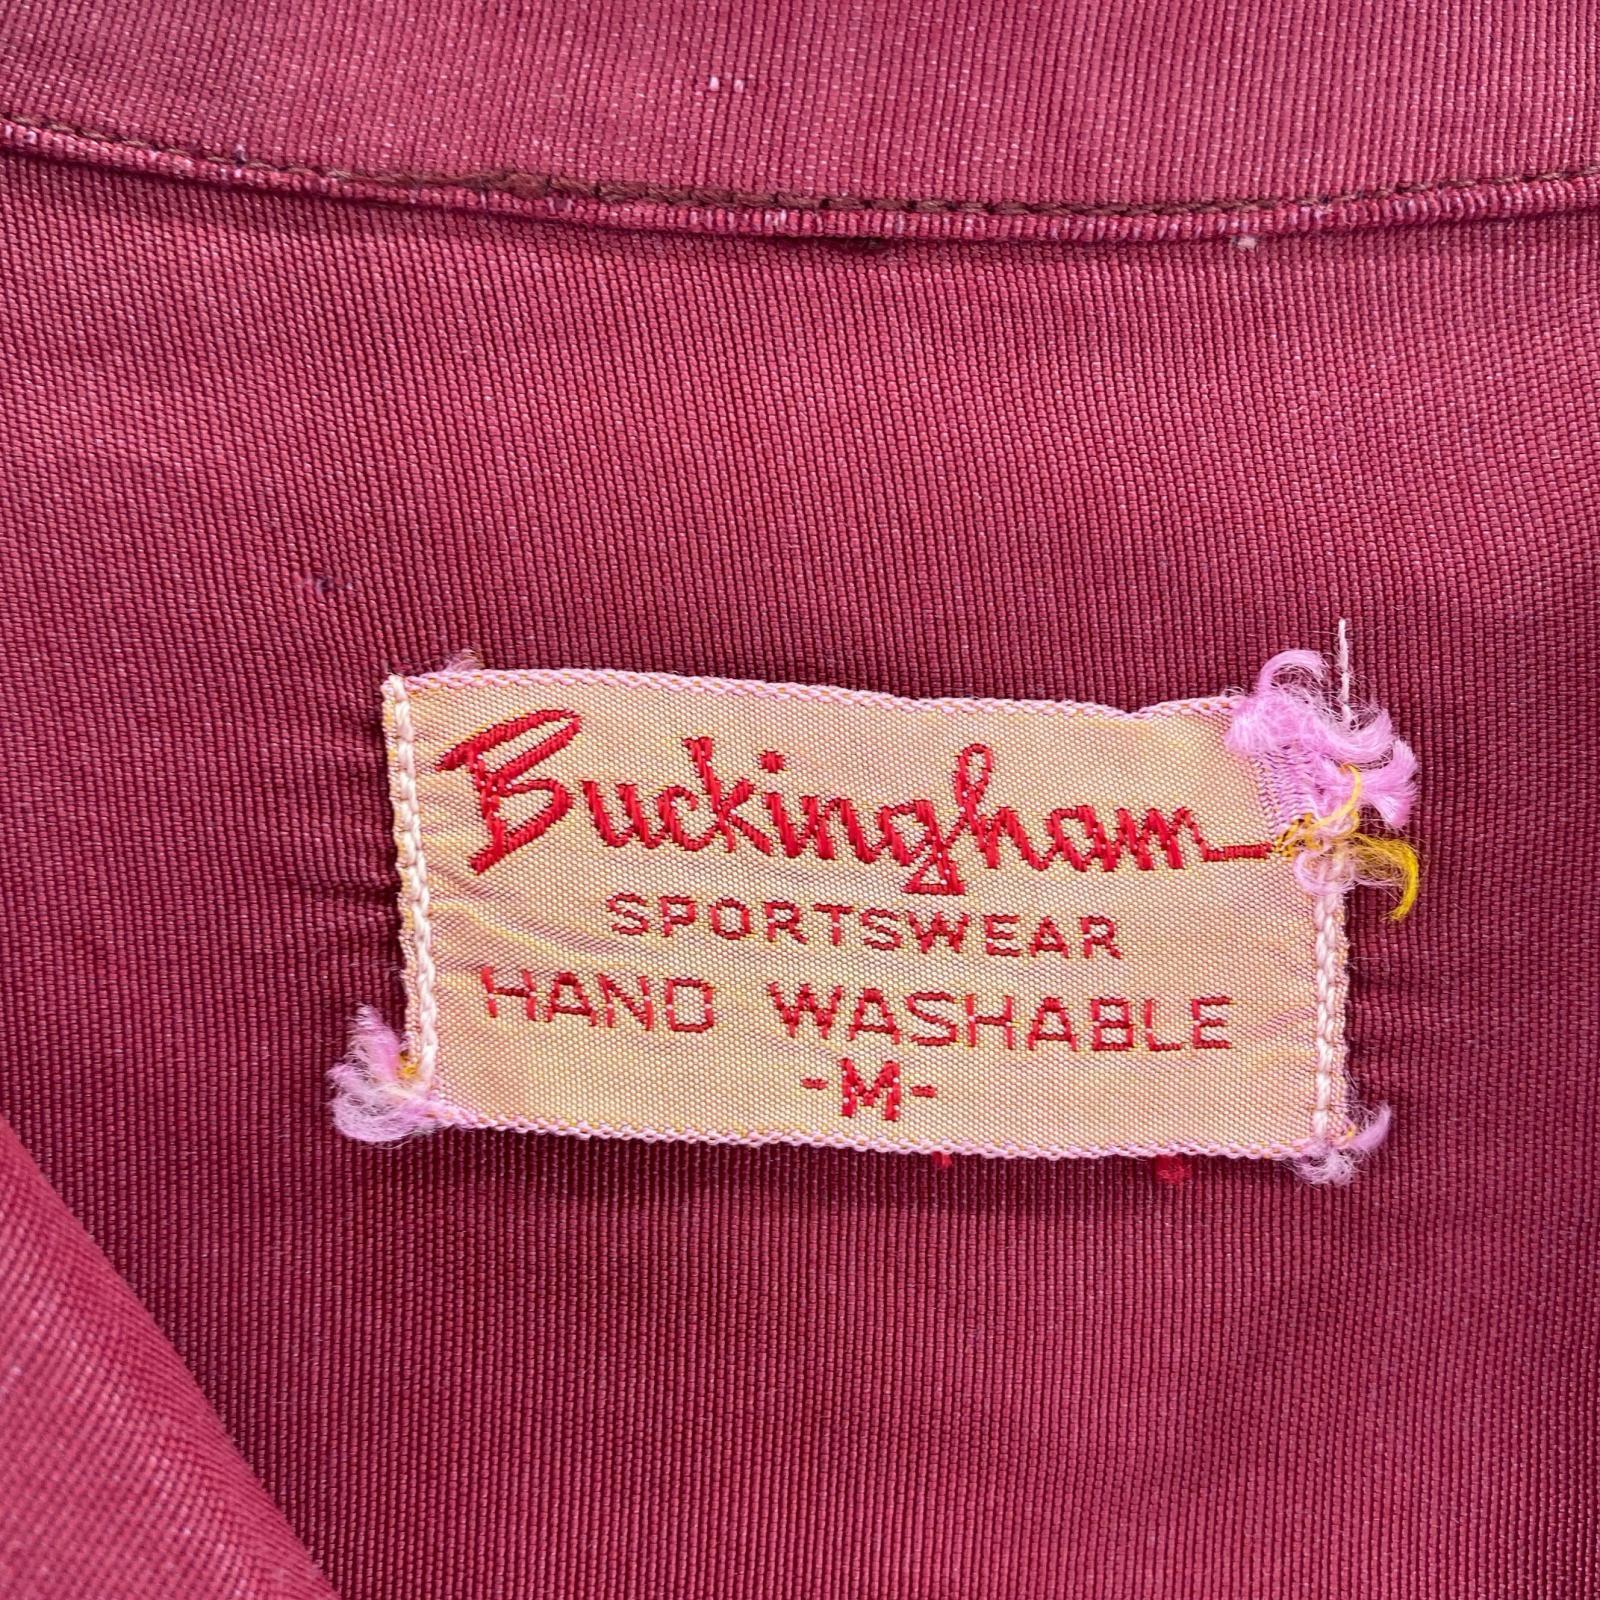 Buckingham
SPORTSWEAR
HAND WASHABLE
-M-